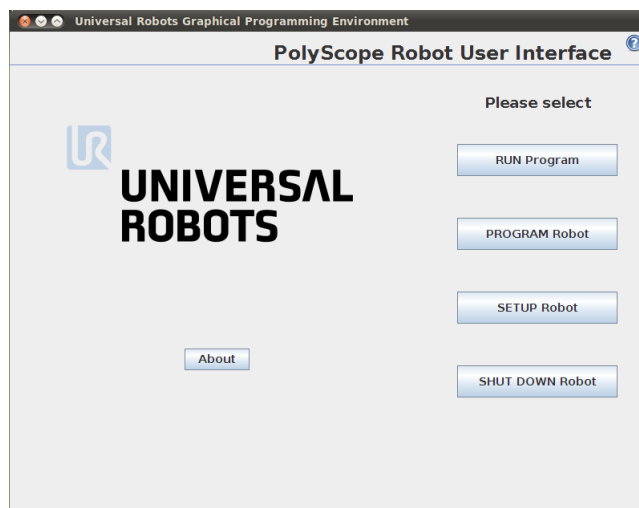 Universal Robots Graphical Programming Environment
PolyScope Robot User Interface ?
Please select
UR
UNIVERSAL
ROBOTS
RUN Program
PROGRAM Robot
SETUP Robot
About
SHUT DOWN Robot